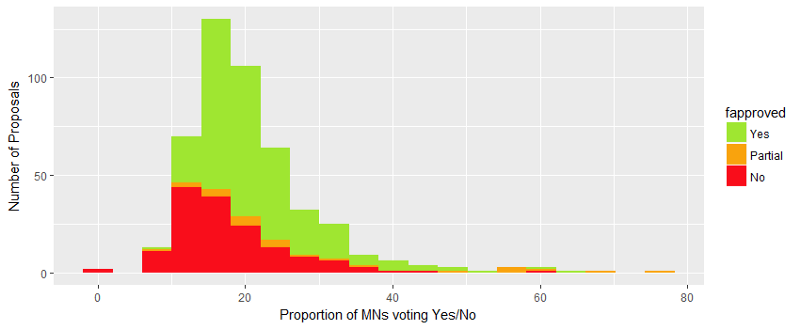 Number of Proposals
100
50
0
0
20
40
60
80
Proportion of MNs voting Yes/No
fapproved
Yes
Partial
No